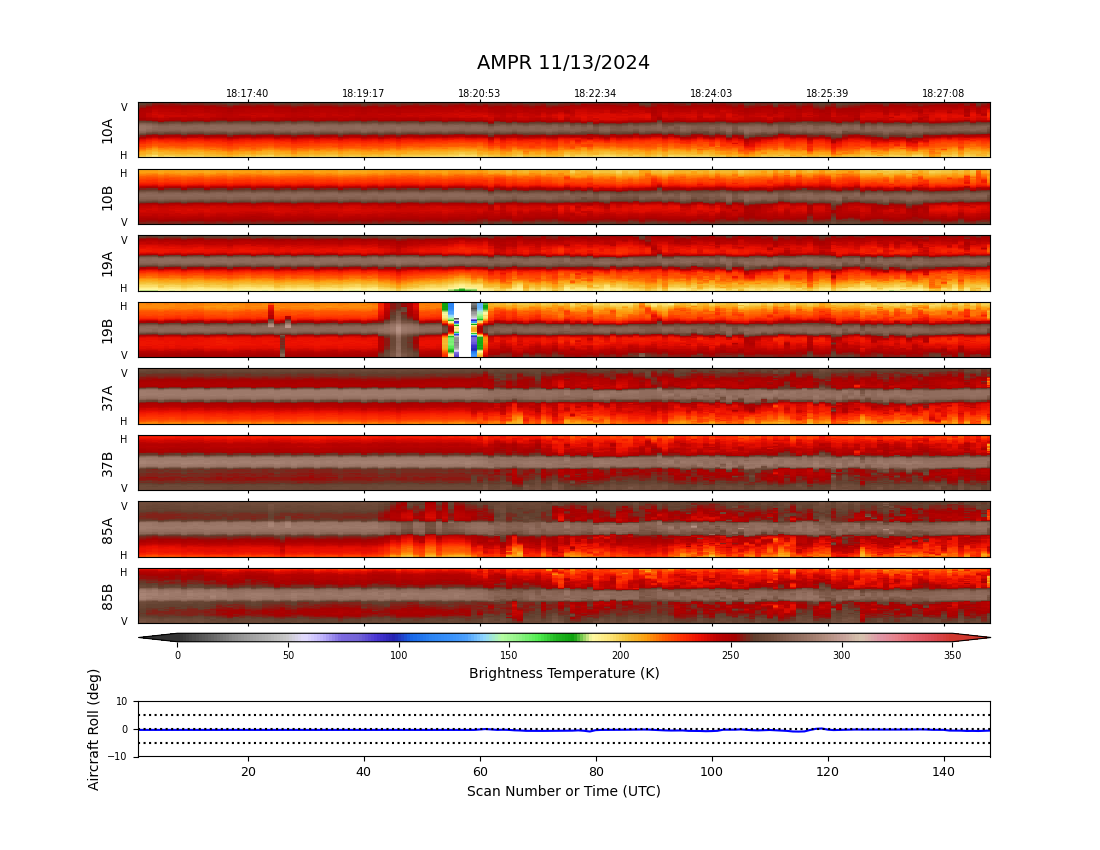 AMPR 11/13/2024
18:17:40 18:19:17 18:20:53 18:22:34 18:24:03 18:25:39 18:27:08
V
10A
H
H
10B
V
V
19A
H
H
19B
V
V
37A
H
H
37B
V
V
85A
H
H
85B
V
0 50 100 150 200 250 300 350
Brightness Temperature (K)
Aircraft Roll (deg)
10
0
−10
20 40 60 80 100 120 140
Scan Number or Time (UTC)